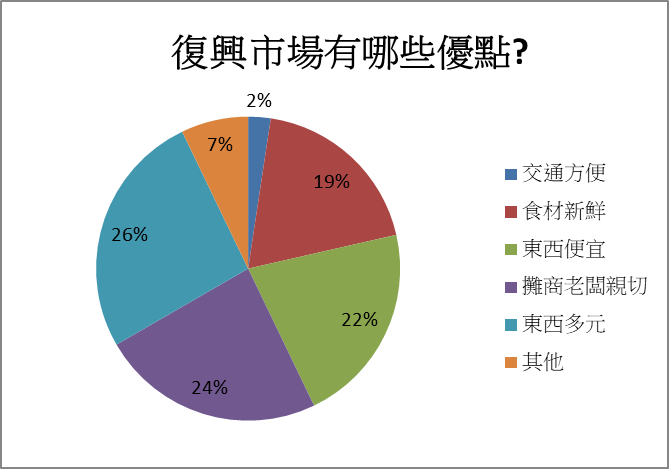 復興市場有哪些優點?
2%
7%
19%
26%
22%
24%
交通方便
食材新鮮
東西便宜
攤商老闆親切
東西多元
其他